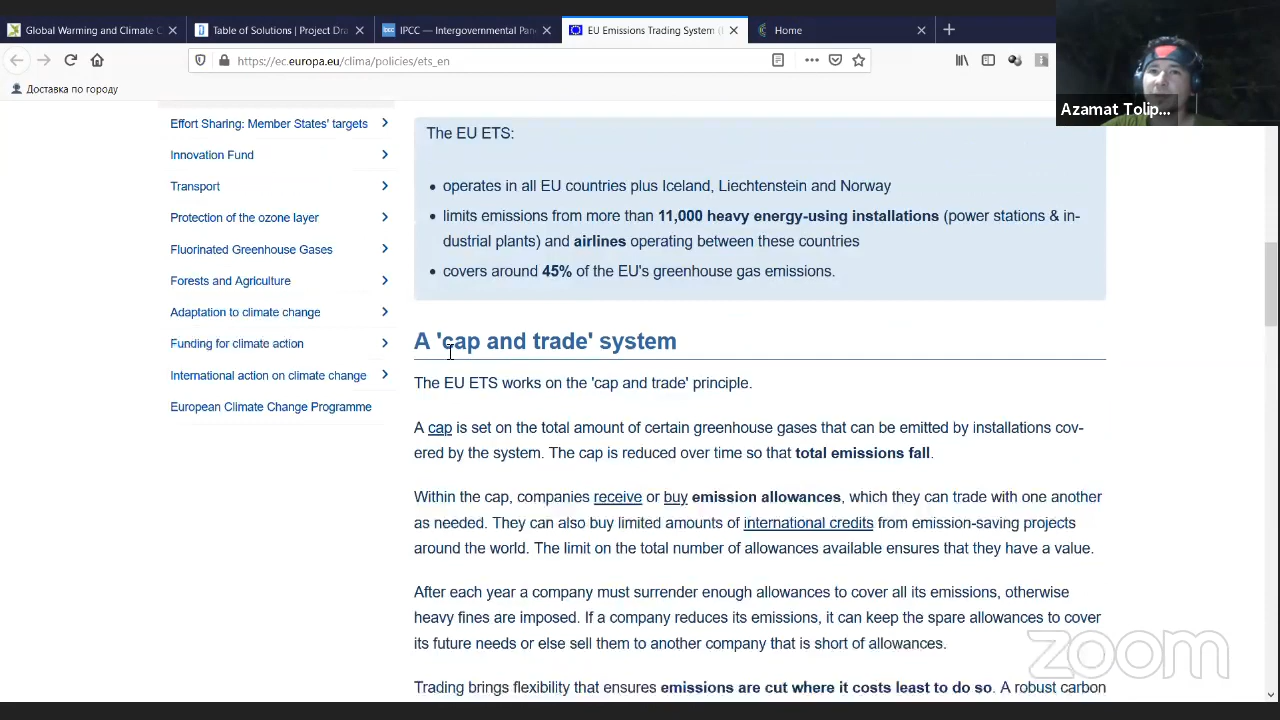 Global Warming and Climate C
Table of Solutions | Project Dra
IPCC — Intergovernmental Pan
EU Emissions Trading System (
Home
https://ec.europa.eu/clima/policies/ets_en
Доставка по городу
Azamat Tolip...
Effort Sharing: Member States' targets
Innovation Fund
Transport
Protection of the ozone layer
Fluorinated Greenhouse Gases
Forests and Agriculture
Adaptation to climate change
Funding for climate action
International action on climate change
European Climate Change Programme
The EU ETS:
• operates in all EU countries plus Iceland, Liechtenstein and Norway
• limits emissions from more than 11,000 heavy energy-using installations (power stations & in-
dustrial plants) and airlines operating between these countries
• covers around 45% of the EU's greenhouse gas emissions.
A 'cap and trade' system
The EU ETS works on the 'cap and trade' principle.
A cap is set on the total amount of certain greenhouse gases that can be emitted by installations cov-
ered by the system. The cap is reduced over time so that total emissions fall.
Within the cap, companies receive or buy emission allowances, which they can trade with one another
as needed. They can also buy limited amounts of international credits from emission-saving projects
around the world. The limit on the total number of allowances available ensures that they have a value.
After each year a company must surrender enough allowances to cover all its emissions, otherwise
heavy fines are imposed. If a company reduces its emissions, it can keep the spare allowances to cover
its future needs or else sell them to another company that is short of allowances.
Trading brings flexibility that ensures emissions are cut where it costs least to do so. A robust carbon
zoom